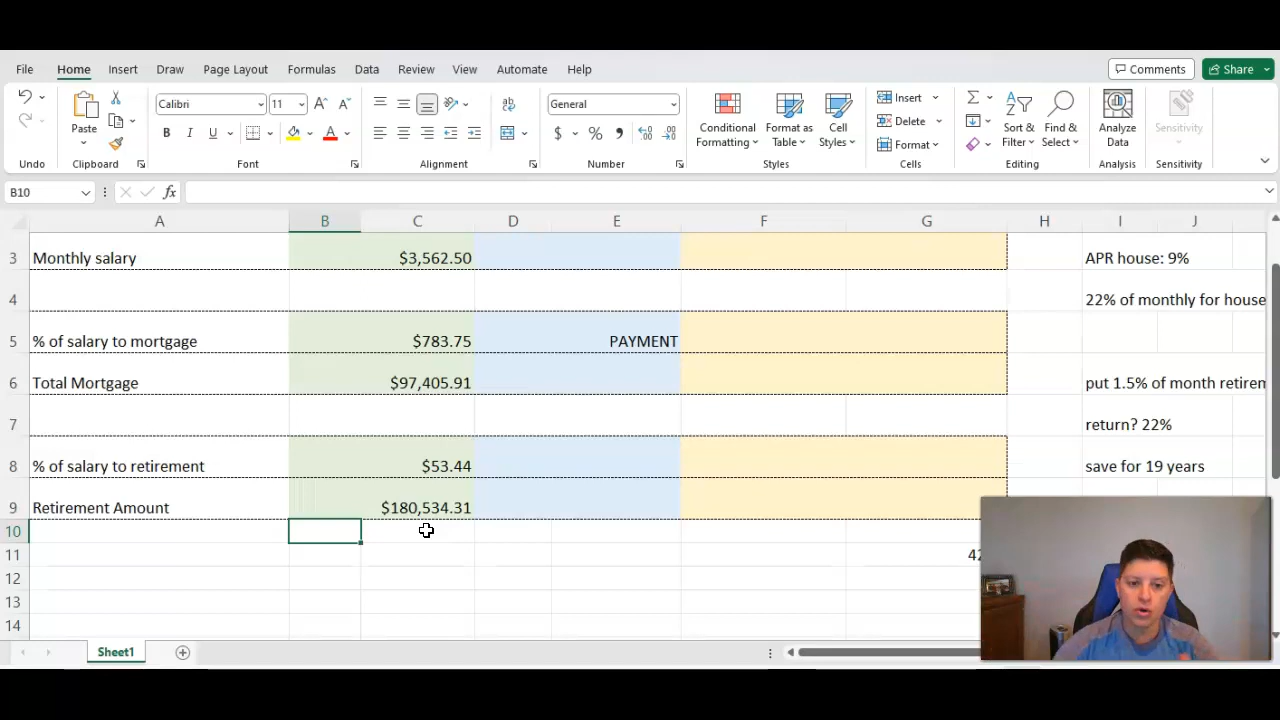 File Home Insert Draw Page Layout Formulas Data Review View Automate Help Comments Share
Paste
Undo Clipboard
Calibri 11
B I U
Font
Alignment
General
$ %
Number
Conditional Formatting
Format as Table
Cell Styles
Styles
Insert
Delete
Format
Cells
Sort & Filter
Find & Select
Editing
Analyze Data
Analysis
Sensitivity
Sensitivity
B10 fx
A B C D E F G H I J
3 Monthly salary $3,562.50 APR house: 9%
4 22% of monthly for house
5 % of salary to mortgage $783.75 PAYMENT
6 Total Mortgage $97,405.91 put 1.5% of month retirem
7 return? 22%
8 % of salary to retirement $53.44 save for 19 years
9 Retirement Amount $180,534.31
10
11 42
12
13
14
Sheet1